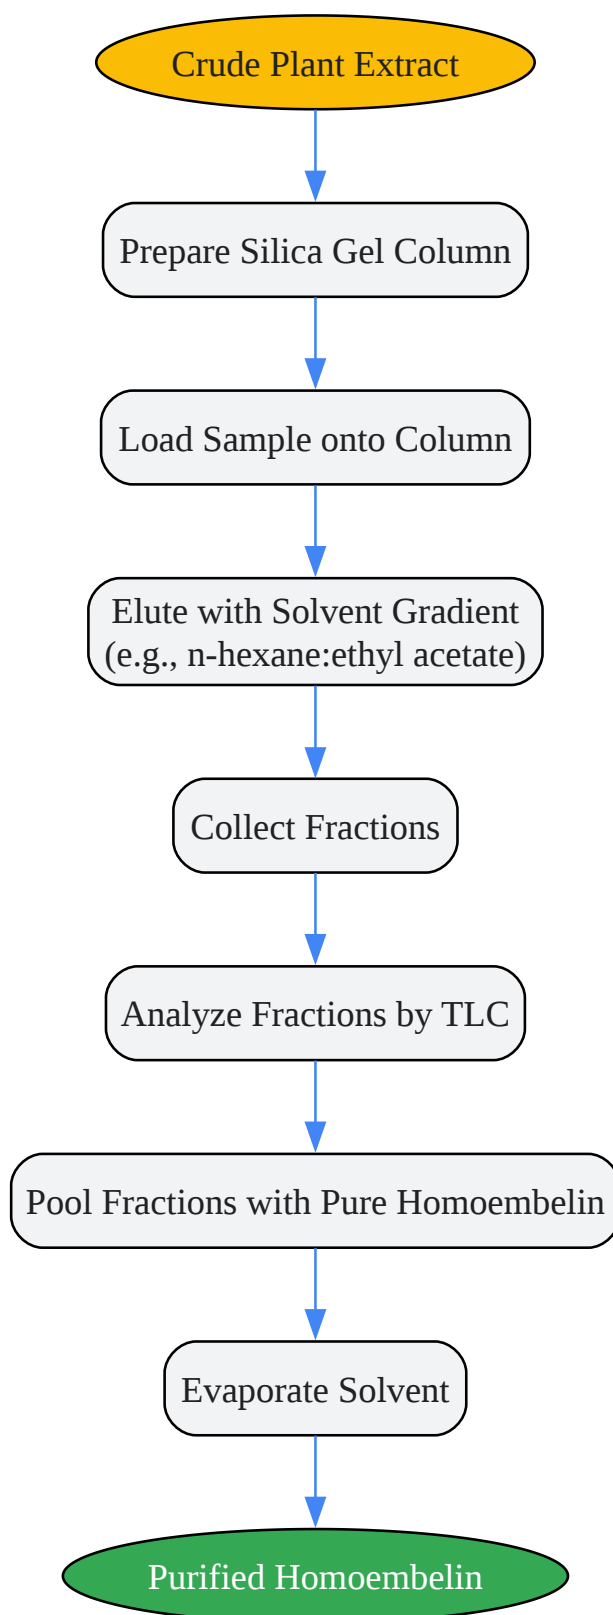 Crude Plant Extract
Prepare Silica Gel Column
Load Sample onto Column
Elute with Solvent Gradient
(e.g., n-hexane:ethyl acetate)
Collect Fractions
Analyze Fractions by TLC
Pool Fractions with Pure Homoembelin
Evaporate Solvent
Purified Homoembelin